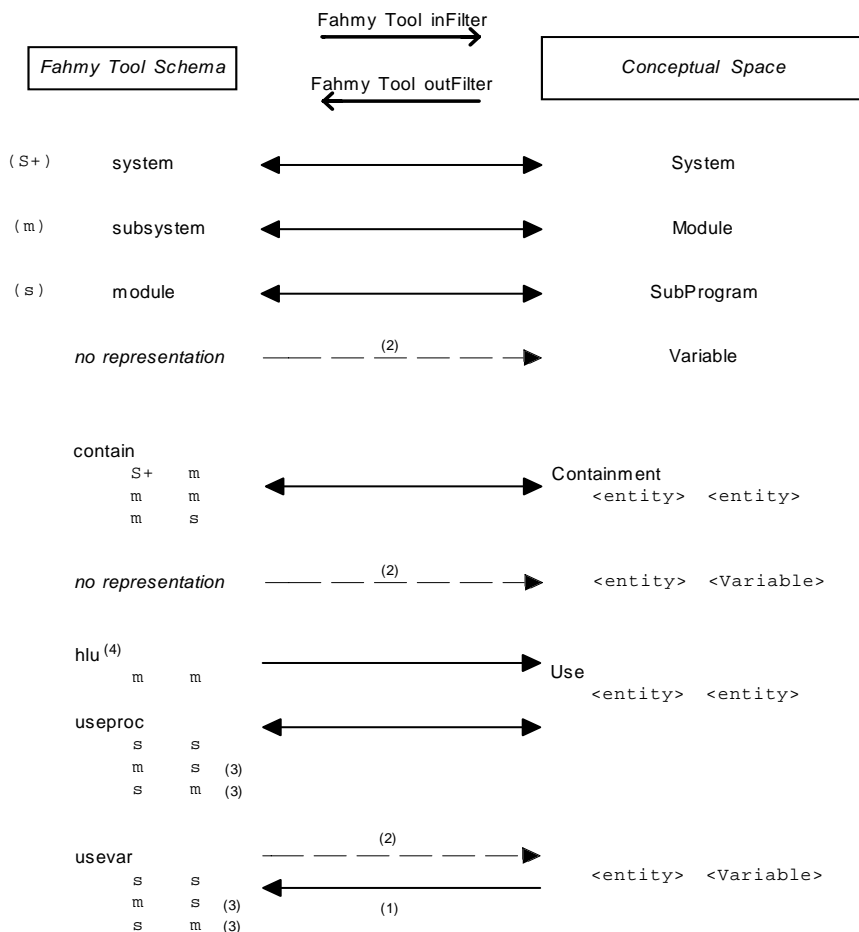 Fahmy Tool inFilter
Fahmy Tool Schema
Conceptual Space
Fahmy Tool outFilter
(S+) system System
(m) subsystem Module
(s) module SubProgram
no representation (2) Variable
contain
S+ m Containment
m m <entity> <entity>
m s
no representation (2) <entity> <Variable>
hlu (4)
m m Use
<entity> <entity>
useproc
s s
m s (3)
s m (3)
(2)
usevar
<entity> <Variable>
s s
m s (3) (1)
s m (3)